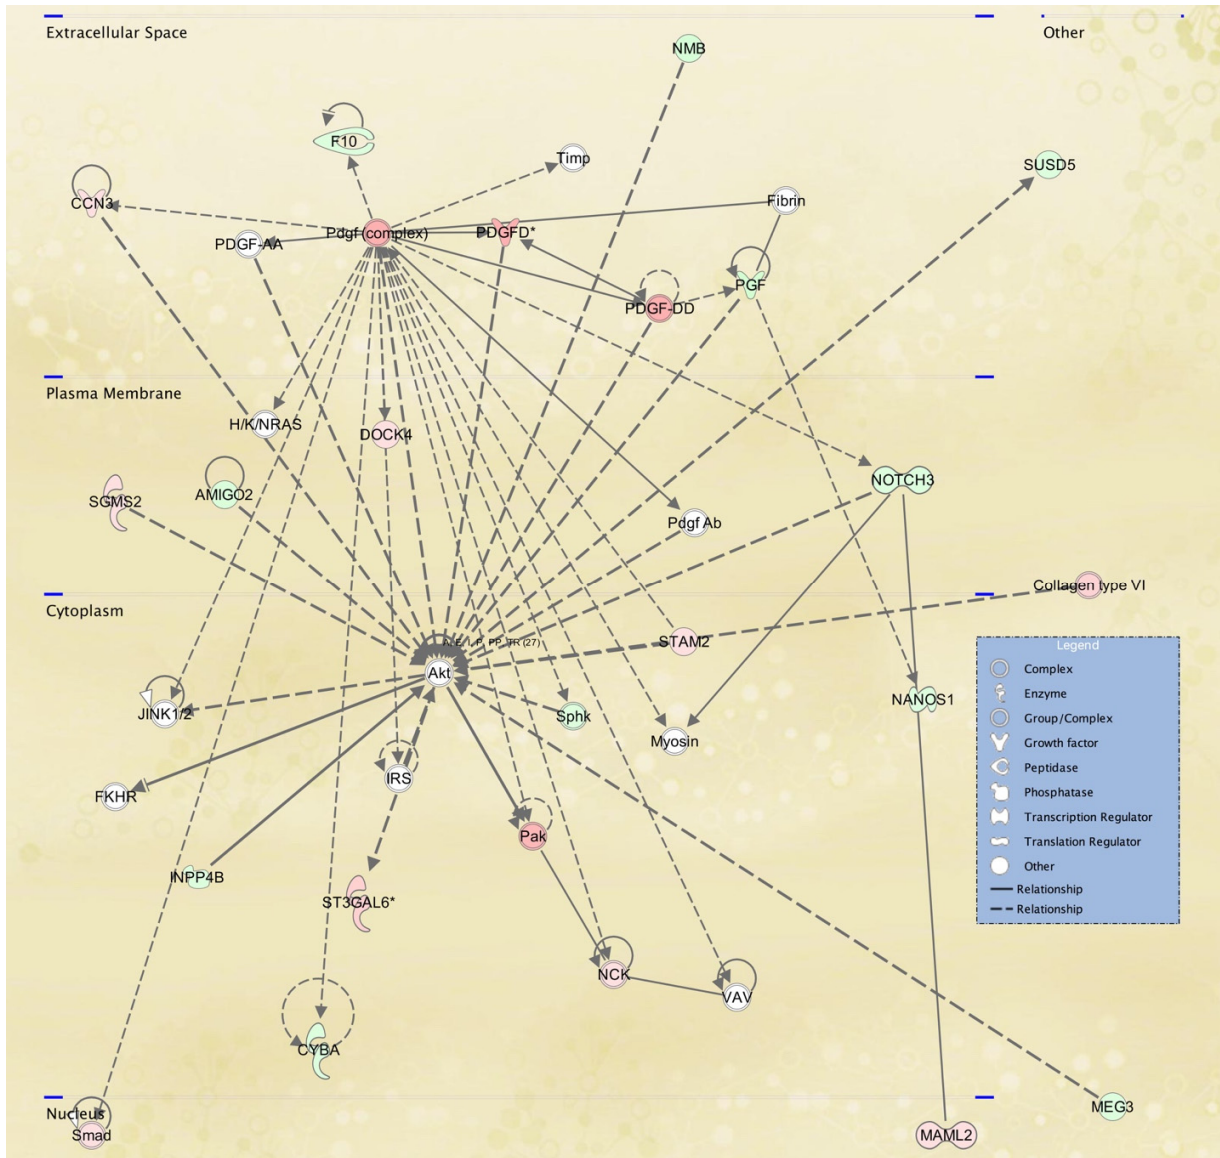 Extracellular Space
Other
NMB
F10
Timp
SUSD5
CCN3
Fibrin
PDGF-AA
Pdgf (complex)
PDGFD*
PGF
PDGF-DD
Plasma Membrane
H/K/NRAS
DOCK4
NOTCH3
SGMS2
AMIGO2
Pdgf Ab
Collagen type VI
Cytoplasm
STAM2
Akt
Legend
Complex
Enzyme
Group/Complex
Growth factor
Peptidase
Phosphatase
Transcription Regulator
Translation Regulator
Other
Relationship
Relationship
NANOS1
JINK1/2
Sphk
Myosin
IRS
FKHR
Pak
INPP4B
ST3GAL6*
NCK
VAV
CYBA
Nucleus
Smad
MEG3
MAML2